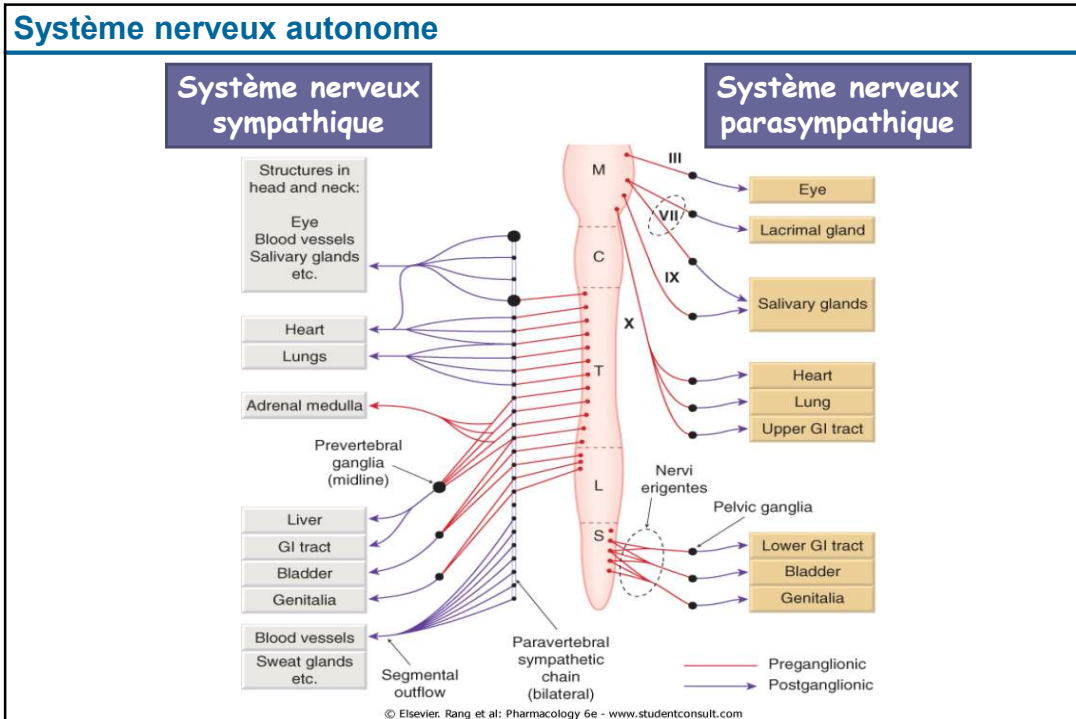 Système nerveux autonome
Système nerveux
sympathique
Système nerveux
parasympathique
Structures in
head and neck:
Eye
Blood vessels
Salivary glands
etc.
Heart
Lungs
Adrenal medulla
Prevertebral
ganglia
(midline)
Liver
GI tract
Bladder
Genitalia
Blood vessels
Sweat glands
etc.
Segmental
outflow
Paravertebral
sympathetic
chain
(bilateral)
M
C
T
L
S
III
VII
IX
X
Nervi
erigentes
Pelvic ganglia
Eye
Lacrimal gland
Salivary glands
Heart
Lung
Upper GI tract
Lower GI tract
Bladder
Genitalia
Preganglionic
Postganglionic
© Elsevier. Rang et al: Pharmacology 6e - www.studentconsult.com